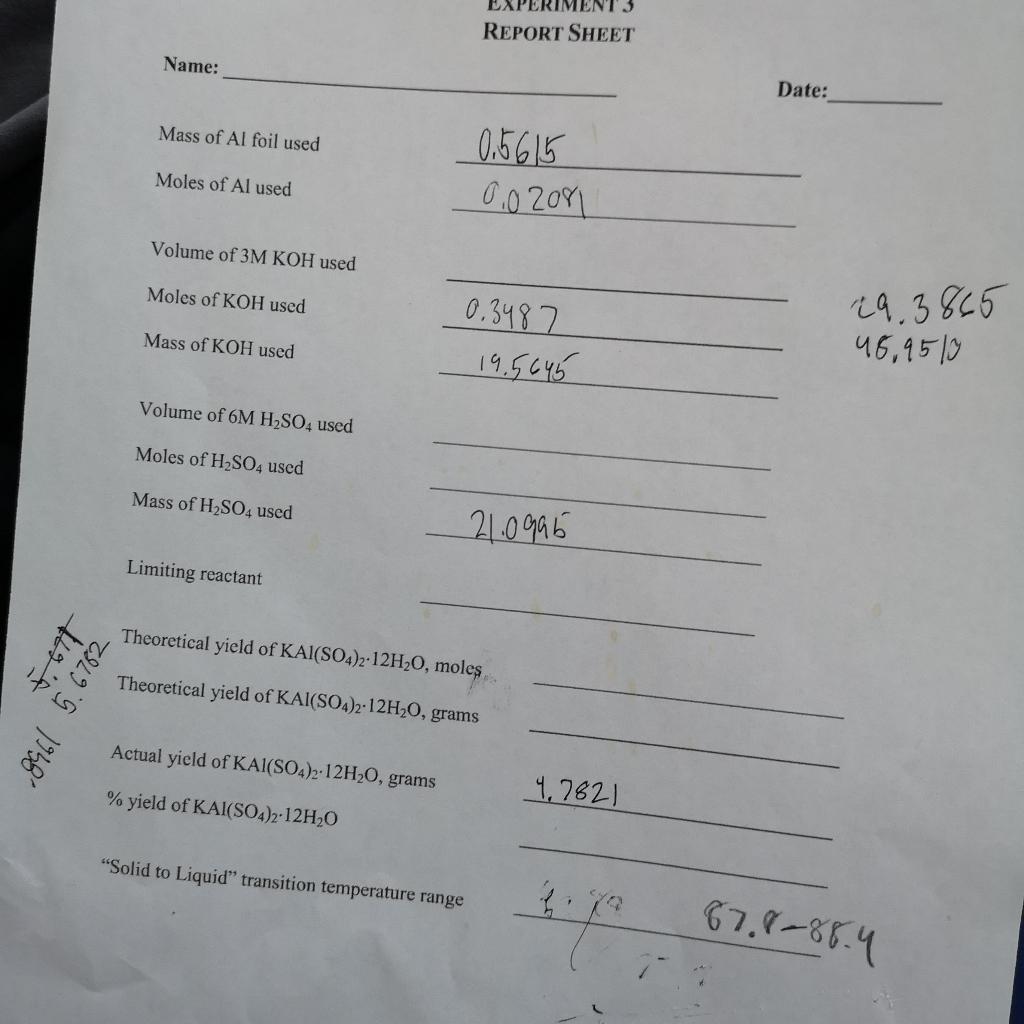 EXPERIMENT 3
REPORT SHEET
Name: Date:
Mass of Al foil used 0.5615
Moles of Al used 0.02081
Volume of 3M KOH used
Moles of KOH used 0.3487
Mass of KOH used 19.5645
29.3865
48.9510
Volume of 6M H₂SO₄ used
Moles of H₂SO₄ used
Mass of H₂SO₄ used 21.0995
Limiting reactant
Theoretical yield of KAl(SO₄)₂·12H₂O, moles
Theoretical yield of KAl(SO₄)₂·12H₂O, grams
5.6782
.8961
Actual yield of KAl(SO₄)₂·12H₂O, grams 4.7821
% yield of KAl(SO₄)₂·12H₂O
“Solid to Liquid” transition temperature range 87.8-88.4